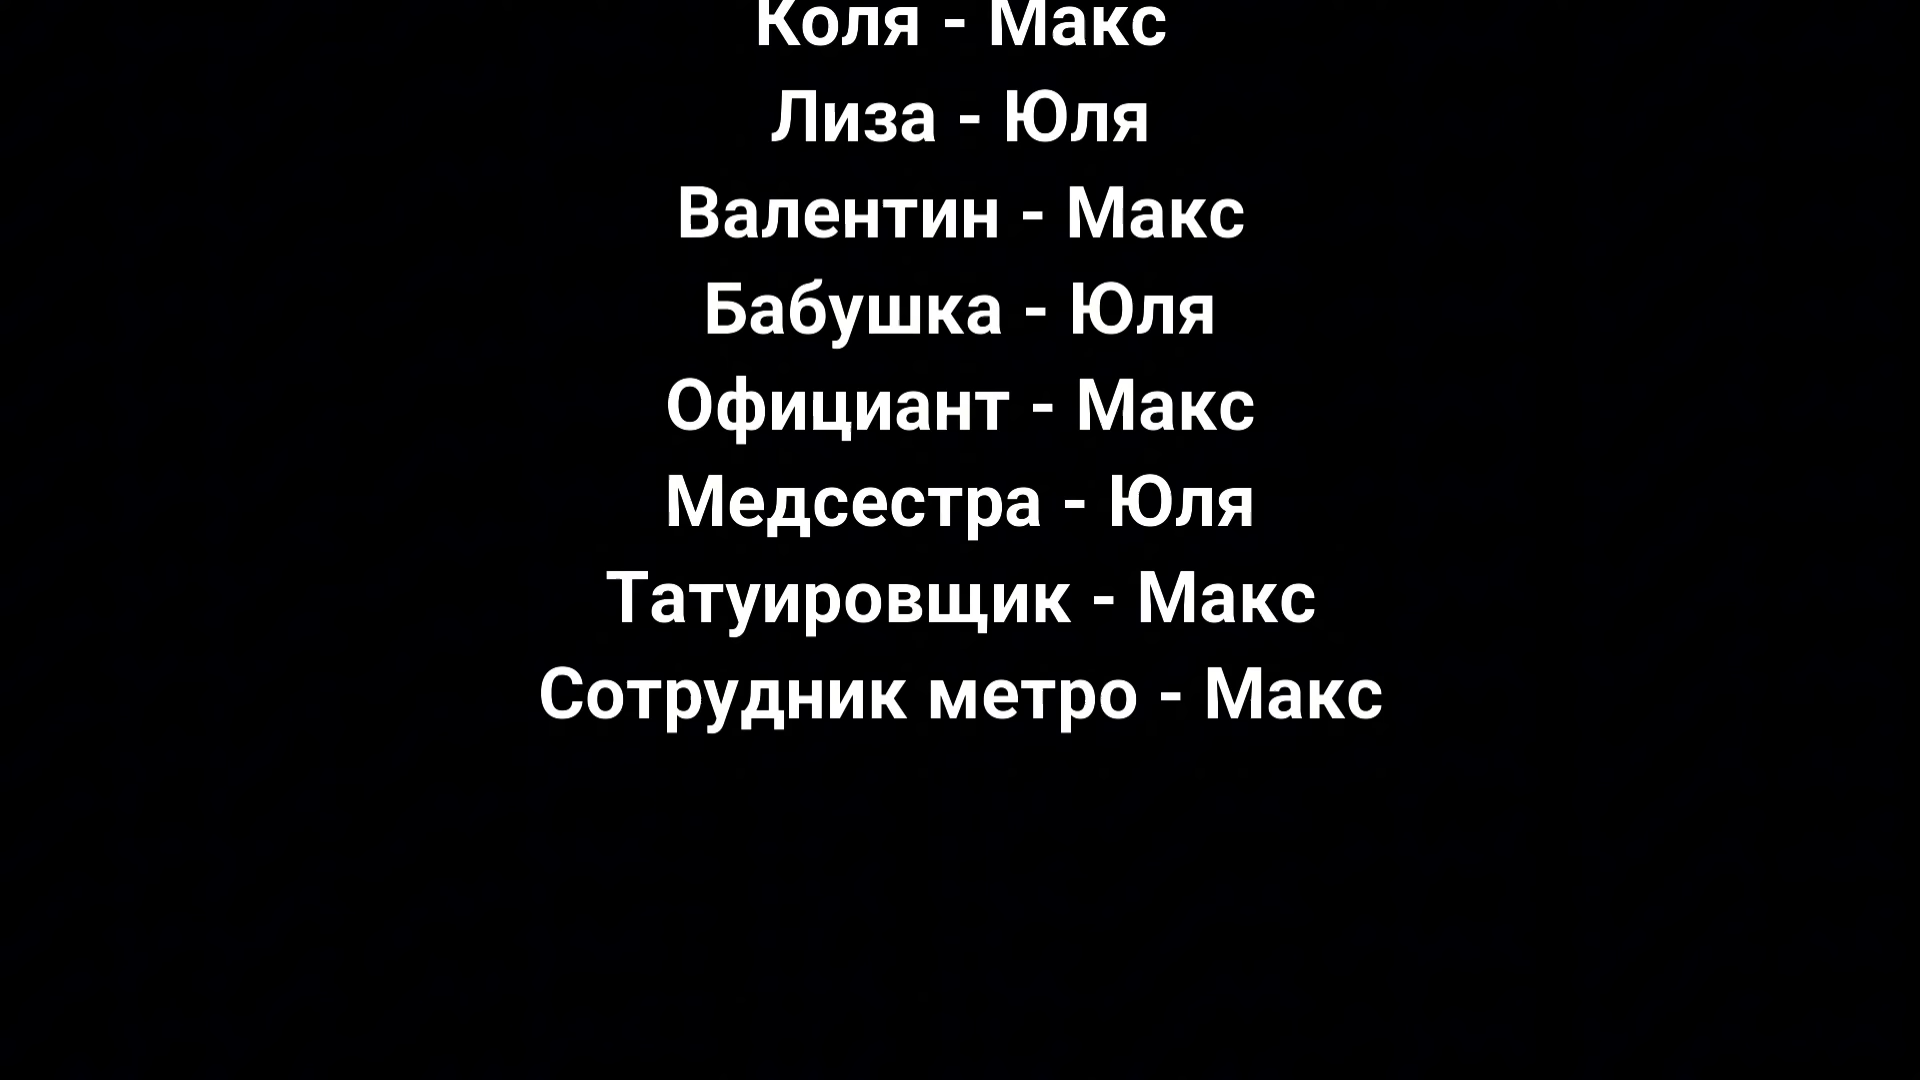 Коля - Макс
Лиза - Юля
Валентин - Макс
Бабушка - Юля
Официант - Макс
Медсестра - Юля
Татуировщик - Макс
Сотрудник метро - Макс